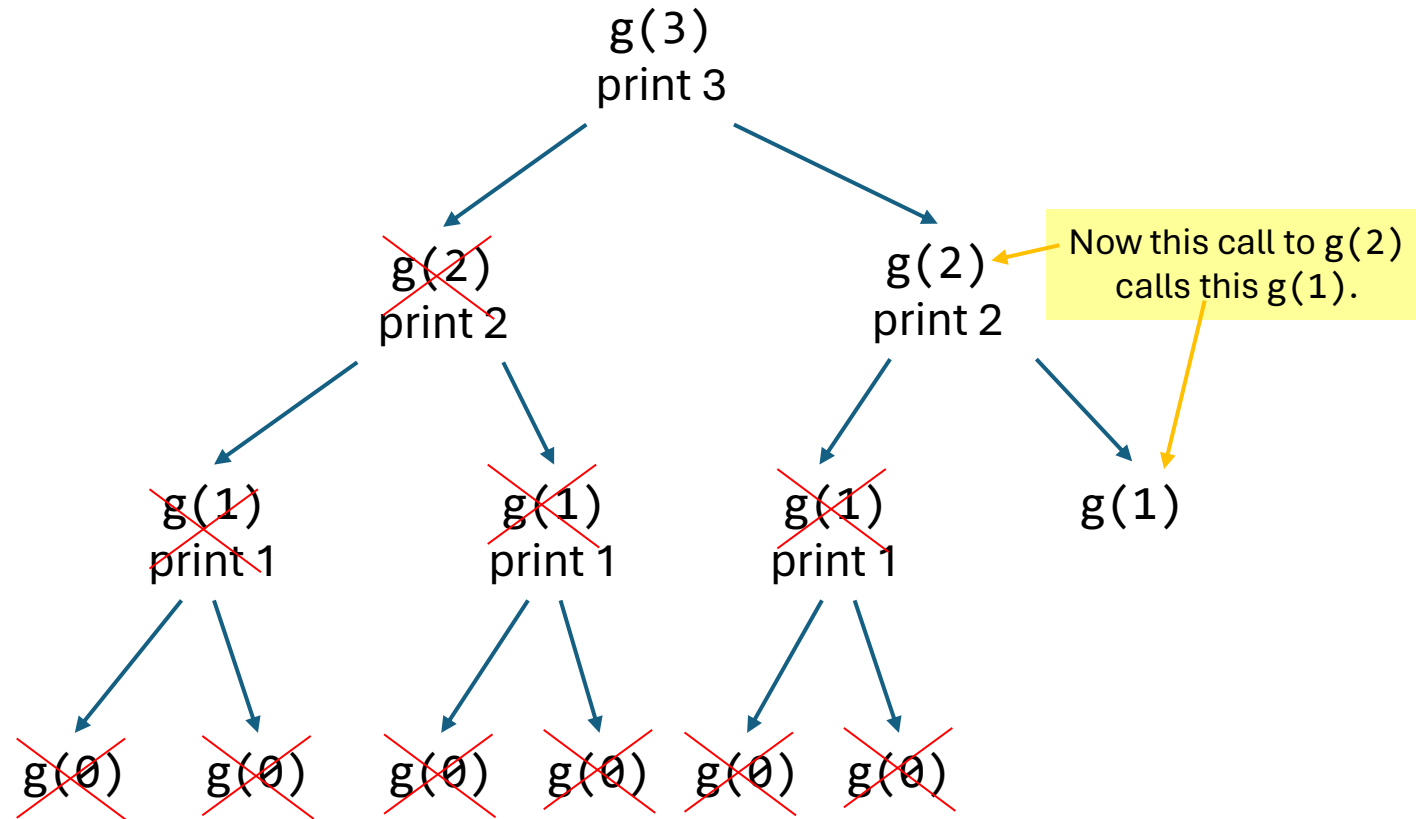 g(3)
print 3
g(2)
print 2
g(2)
print 2
Now this call to g(2)
calls this g(1).
g(1)
print 1
g(1)
print 1
g(1)
print 1
g(1)
g(0)
g(0)
g(0)
g(0)
g(0)
g(0)